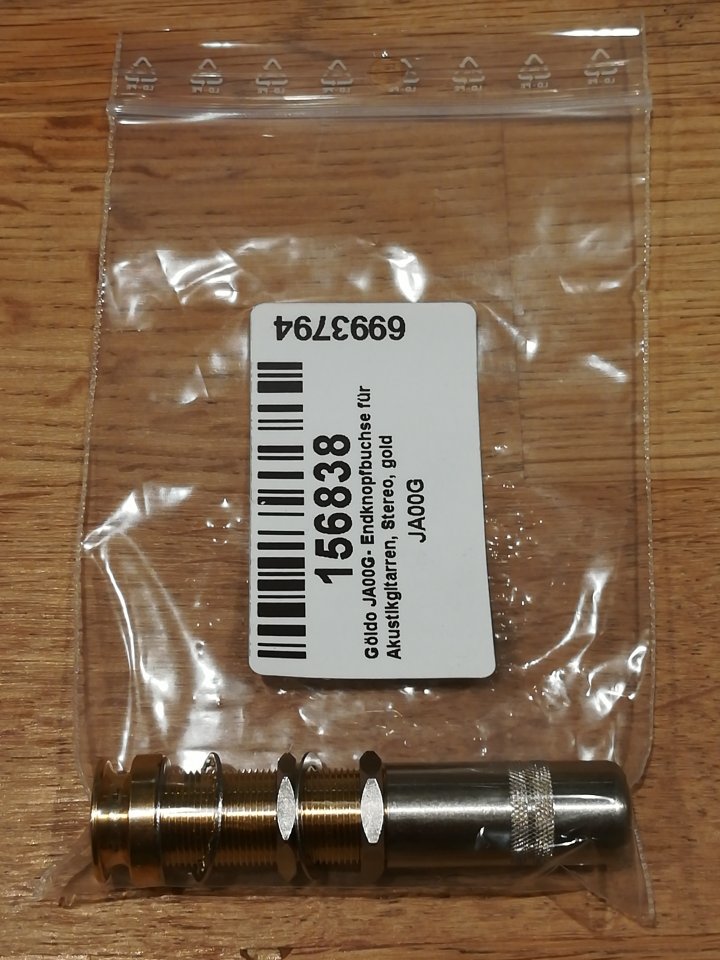 6993794
156838
Göldo JA00G- Endknopfbuchse für
Akustikgitarren, Stereo, gold
JA00G